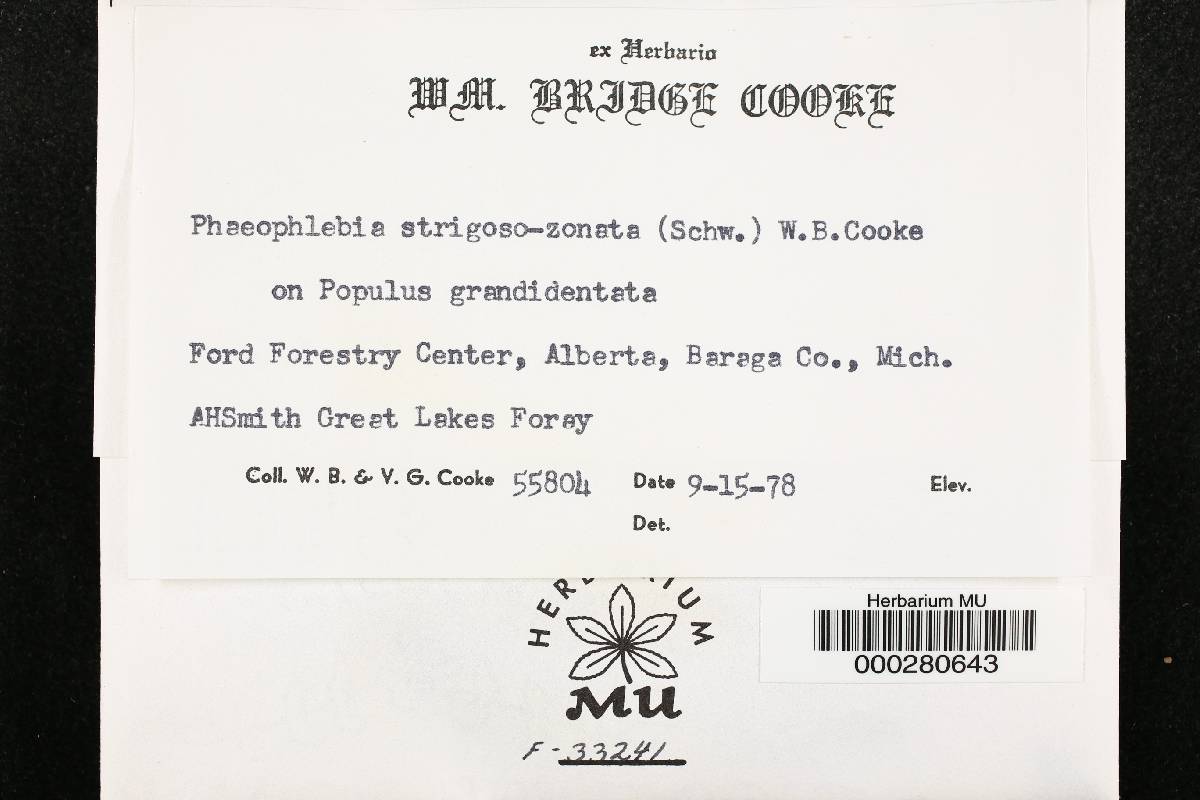 ex Herbario
WM. BRIDGE COOKE
Phaeophlebia strigoso-zonata (Schw.) W.B.Cooke
on Populus grandidentata
Ford Forestry Center, Alberta, Baraga Co., Mich.
AHSmith Great Lakes Foray
Coll. W. B. & V. G. Cooke 55804 Date 9-15-78 Elev.
Det.
HERBARIUM
MU
F-33241
Herbarium MU
000280643